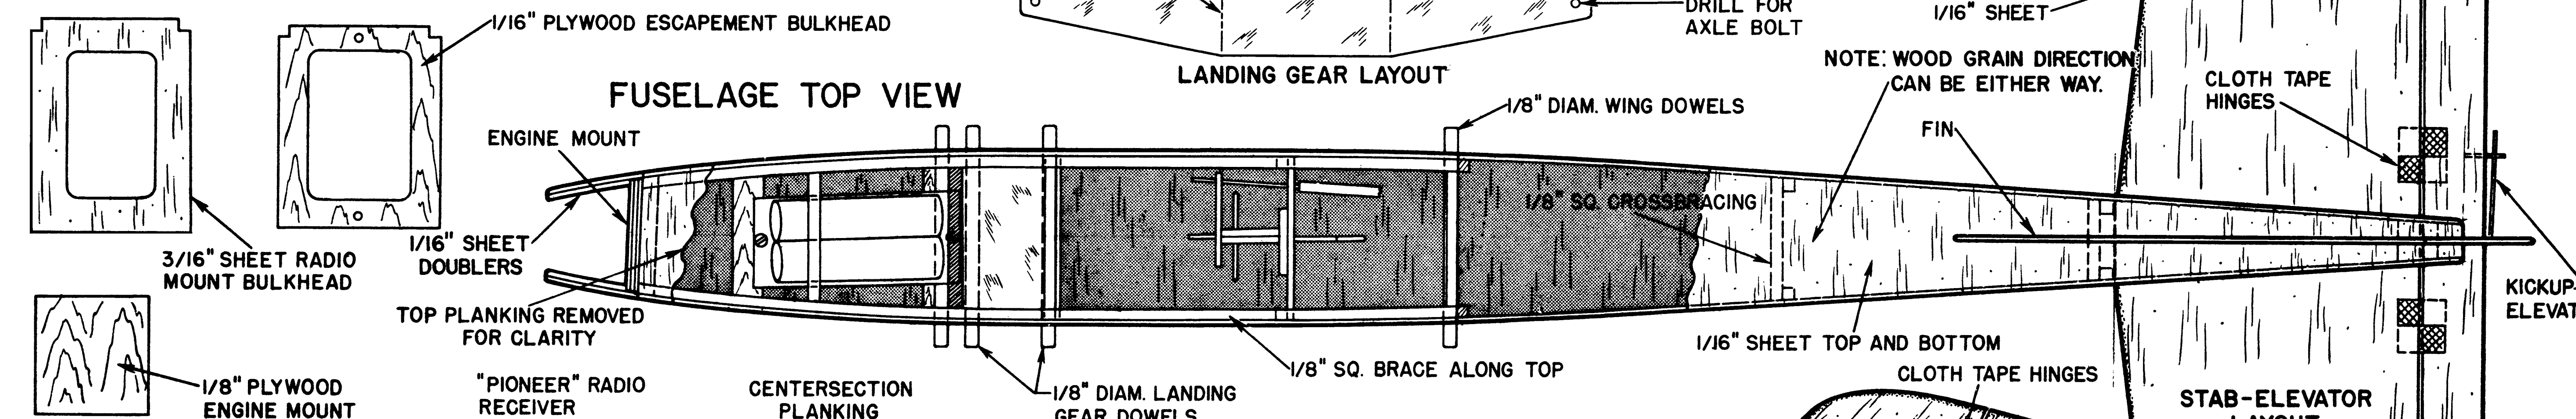 1/16" PLYWOOD ESCAPEMENT BULKHEAD
DRILL FOR
AXLE BOLT
1/16" SHEET
LANDING GEAR LAYOUT
NOTE: WOOD GRAIN DIRECTION
CAN BE EITHER WAY.
CLOTH TAPE
HINGES
FUSELAGE TOP VIEW
1/8" DIAM. WING DOWELS
ENGINE MOUNT
FIN
1/8" SQ. CROSSBRACING
1/16" SHEET
DOUBLERS
3/16" SHEET RADIO
MOUNT BULKHEAD
KICKUP-
ELEVAT
TOP PLANKING REMOVED
FOR CLARITY
1/16" SHEET TOP AND BOTTOM
1/8" SQ. BRACE ALONG TOP
CLOTH TAPE HINGES
1/8" PLYWOOD
ENGINE MOUNT
"PIONEER" RADIO
RECEIVER
CENTERSECTION
PLANKING
1/8" DIAM. LANDING
GEAR DOWELS
STAB-ELEVATOR
LAYOUT